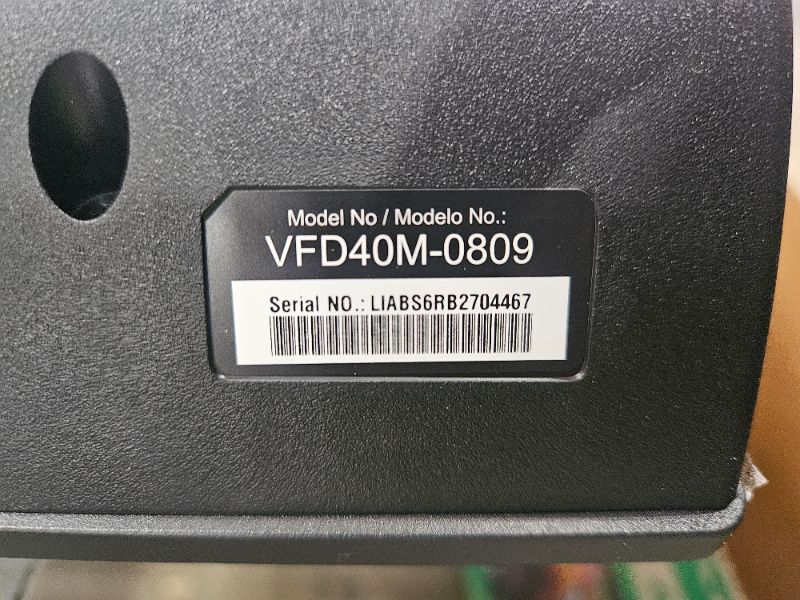 Model No / Modelo No.:
VFD40M-0809
Serial NO.: LIABS6RB2704467